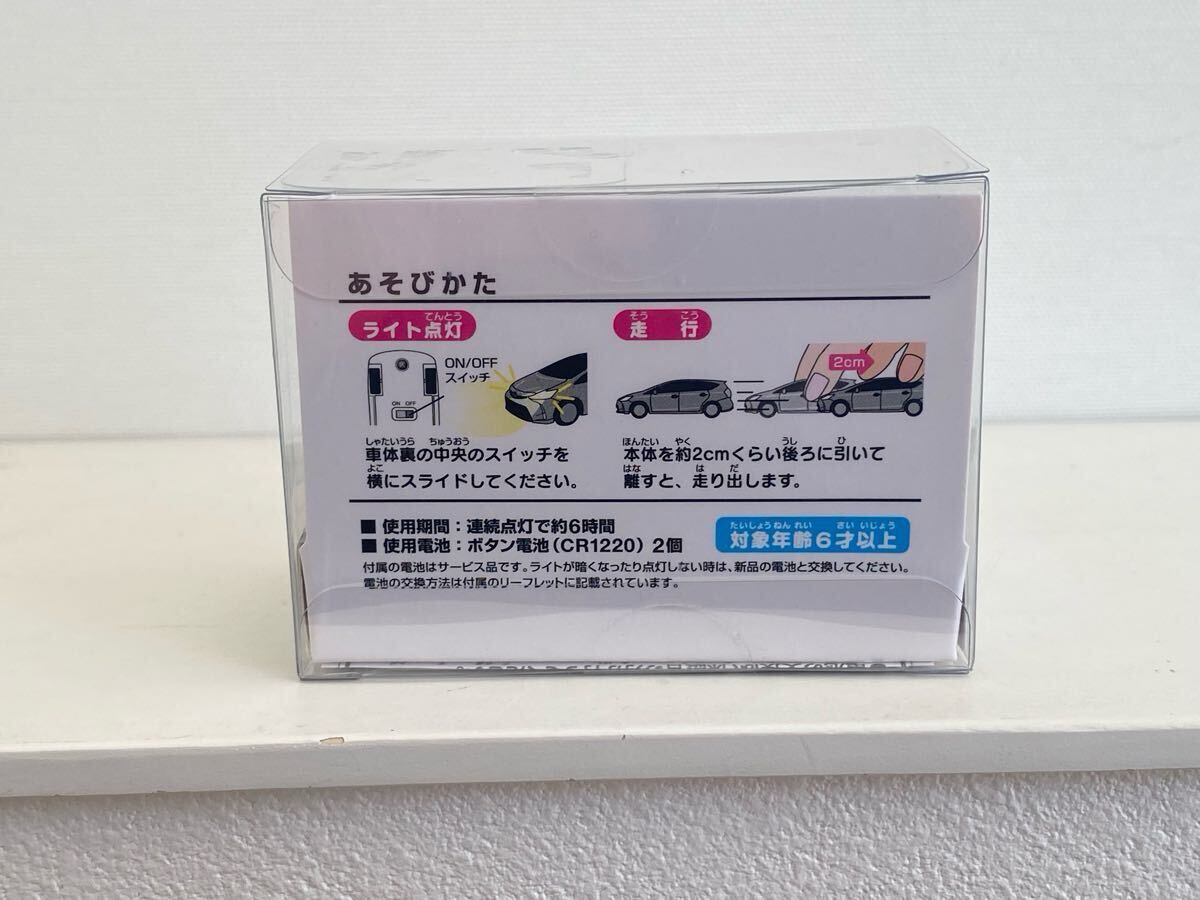 あそびかた
てんとう
ライト点灯
ON/OFF
スイッチ
ON OFF
しゃたいうら ちゅうおう
車体裏の中央のスイッチを
よこ
横にスライドしてください。
そう こう
走 行
2cm
ほんたい やく うし ひ
本体を約2cmくらい後ろに引いて
はな はし だ
離すと、走り出します。
■ 使用期間：連続点灯で約6時間
■ 使用電池：ボタン電池（CR1220）2個
たいしょうねんれい さいいじょう
対象年齢6才以上
付属の電池はサービス品です。ライトが暗くなったり点灯しない時は、新品の電池と交換してください。
電池の交換方法は付属のリーフレットに記載されています。